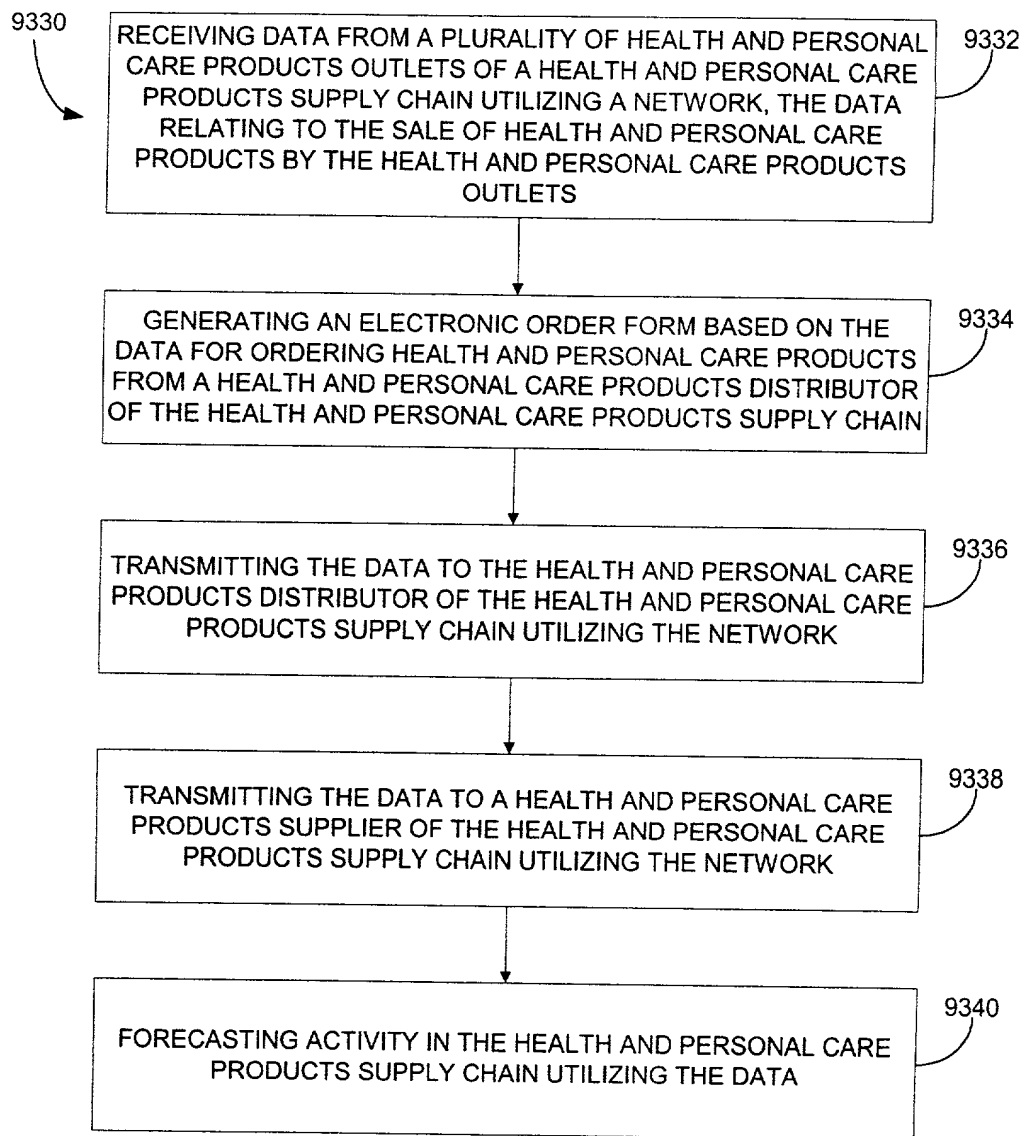 9330
RECEIVING DATA FROM A PLURALITY OF HEALTH AND PERSONAL
CARE PRODUCTS OUTLETS OF A HEALTH AND PERSONAL CARE
PRODUCTS SUPPLY CHAIN UTILIZING A NETWORK, THE DATA
RELATING TO THE SALE OF HEALTH AND PERSONAL CARE
PRODUCTS BY THE HEALTH AND PERSONAL CARE PRODUCTS
OUTLETS
9332
GENERATING AN ELECTRONIC ORDER FORM BASED ON THE
DATA FOR ORDERING HEALTH AND PERSONAL CARE PRODUCTS
FROM A HEALTH AND PERSONAL CARE PRODUCTS DISTRIBUTOR
OF THE HEALTH AND PERSONAL CARE PRODUCTS SUPPLY CHAIN
9334
TRANSMITTING THE DATA TO THE HEALTH AND PERSONAL CARE
PRODUCTS DISTRIBUTOR OF THE HEALTH AND PERSONAL CARE
PRODUCTS SUPPLY CHAIN UTILIZING THE NETWORK
9336
TRANSMITTING THE DATA TO A HEALTH AND PERSONAL CARE
PRODUCTS SUPPLIER OF THE HEALTH AND PERSONAL CARE
PRODUCTS SUPPLY CHAIN UTILIZING THE NETWORK
9338
FORECASTING ACTIVITY IN THE HEALTH AND PERSONAL CARE
PRODUCTS SUPPLY CHAIN UTILIZING THE DATA
9340